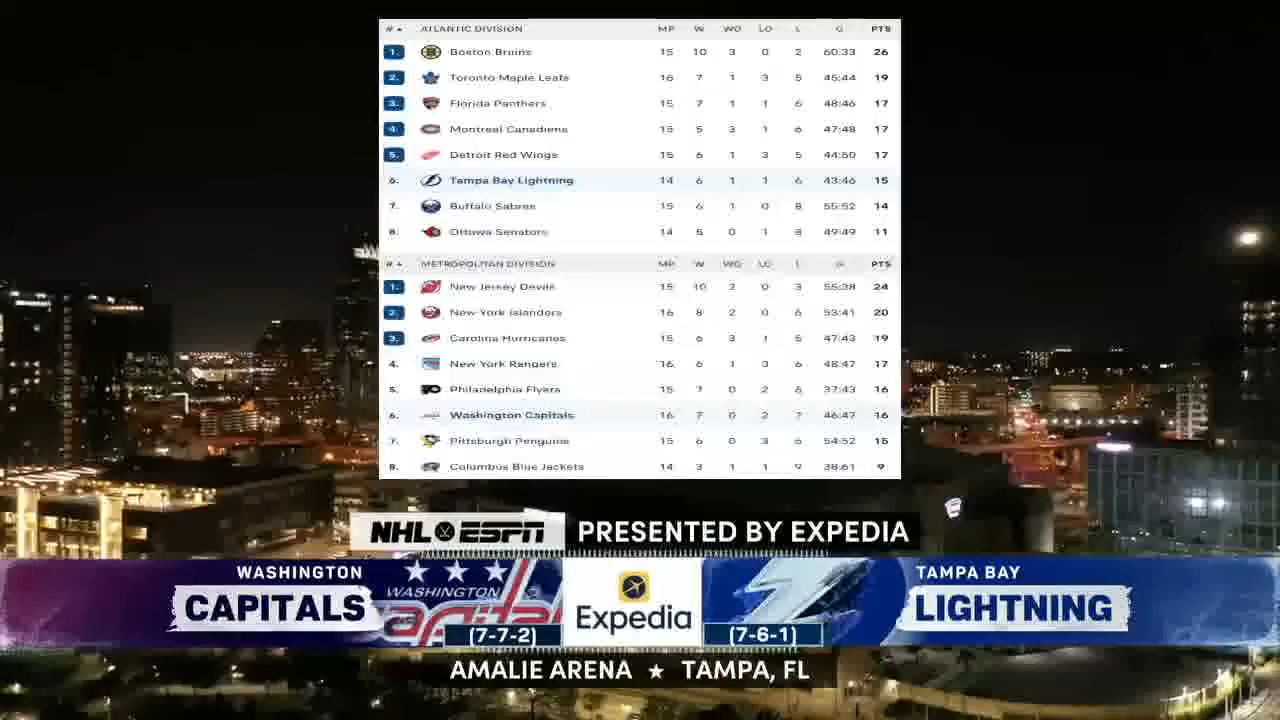 # ATLANTIC DIVISION MP W WO LO L G PTS
1. Boston Bruins 15 10 3 0 2 60:33 26
2. Toronto Maple Leafs 16 7 1 3 5 45:44 19
3. Florida Panthers 15 7 1 1 6 48:46 17
4. Montreal Canadiens 15 5 3 1 6 47:48 17
5. Detroit Red Wings 15 6 1 3 5 44:50 17
6. Tampa Bay Lightning 14 6 1 1 6 43:46 15
7. Buffalo Sabres 15 6 1 0 8 55:52 14
8. Ottawa Senators 14 5 0 1 8 49:49 11
# METROPOLITAN DIVISION MP W WO LO L G PTS
1. New Jersey Devils 15 10 2 0 3 55:38 24
2. New York Islanders 16 8 2 0 6 53:41 20
3. Carolina Hurricanes 15 6 3 1 5 47:43 19
4. New York Rangers 16 6 1 3 6 48:47 17
5. Philadelphia Flyers 15 7 0 2 6 37:43 16
6. Washington Capitals 16 7 0 2 7 46:47 16
7. Pittsburgh Penguins 15 6 0 3 6 54:52 15
8. Columbus Blue Jackets 14 3 1 1 9 38:61 9
NHL ESPN PRESENTED BY EXPEDIA
WASHINGTON
CAPITALS
WASHINGTON
capitals
(7-7-2)
Expedia
TAMPA BAY
LIGHTNING
(7-6-1)
AMALIE ARENA ★ TAMPA, FL